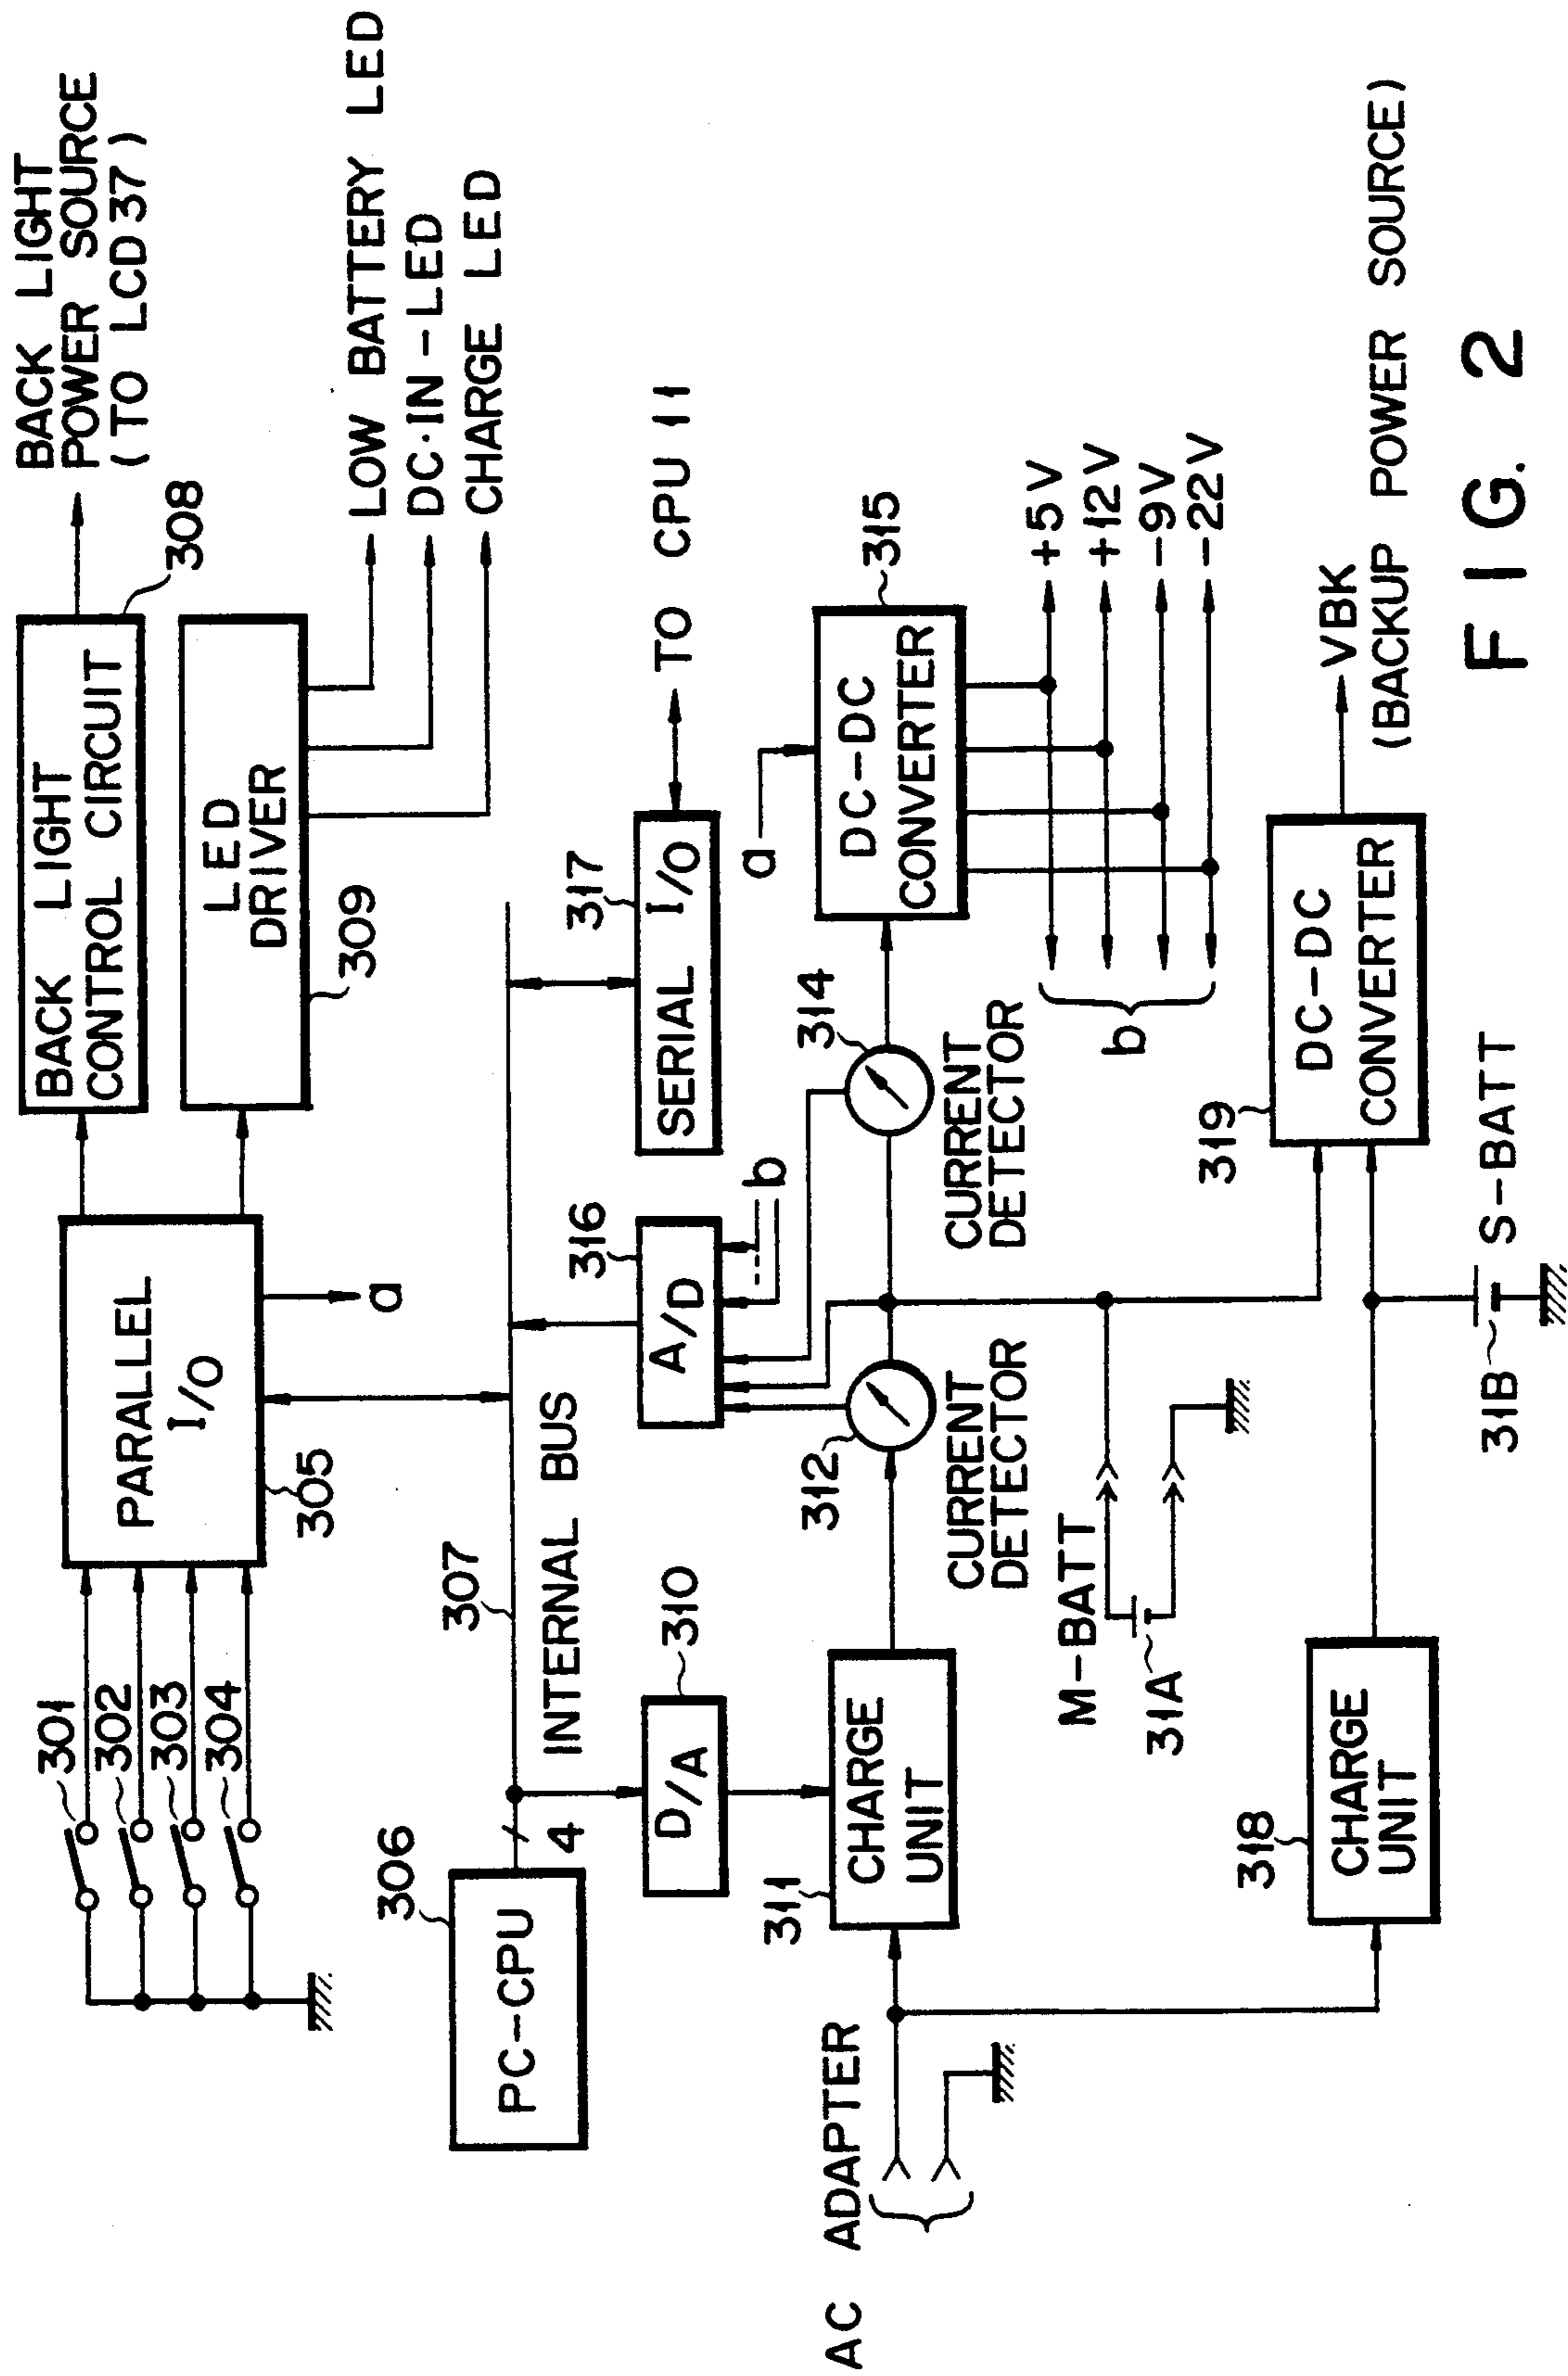 BACK LIGHT
POWER SOURCE
(TO LCD 37)
308
BACK LIGHT
CONTROL CIRCUIT
LED
DRIVER
309
LOW BATTERY LED
DC·IN-LED
CHARGE LED
301
302
303
304
PARALLEL
I/O
305
a
306
PC-CPU
4
307
INTERNAL BUS
317
SERIAL I/O
TO CPU 11
310
D/A
316
A/D
b
a
315
DC-DC
CONVERTER
+5V
+12V
-9V
-22V
b
AC ADAPTER
311
CHARGE
UNIT
312
CURRENT
DETECTOR
314
CURRENT
DETECTOR
M-BATT
31A
318
CHARGE
UNIT
31B
S-BATT
319
DC-DC
CONVERTER
VBK
(BACKUP POWER SOURCE)
FIG. 2